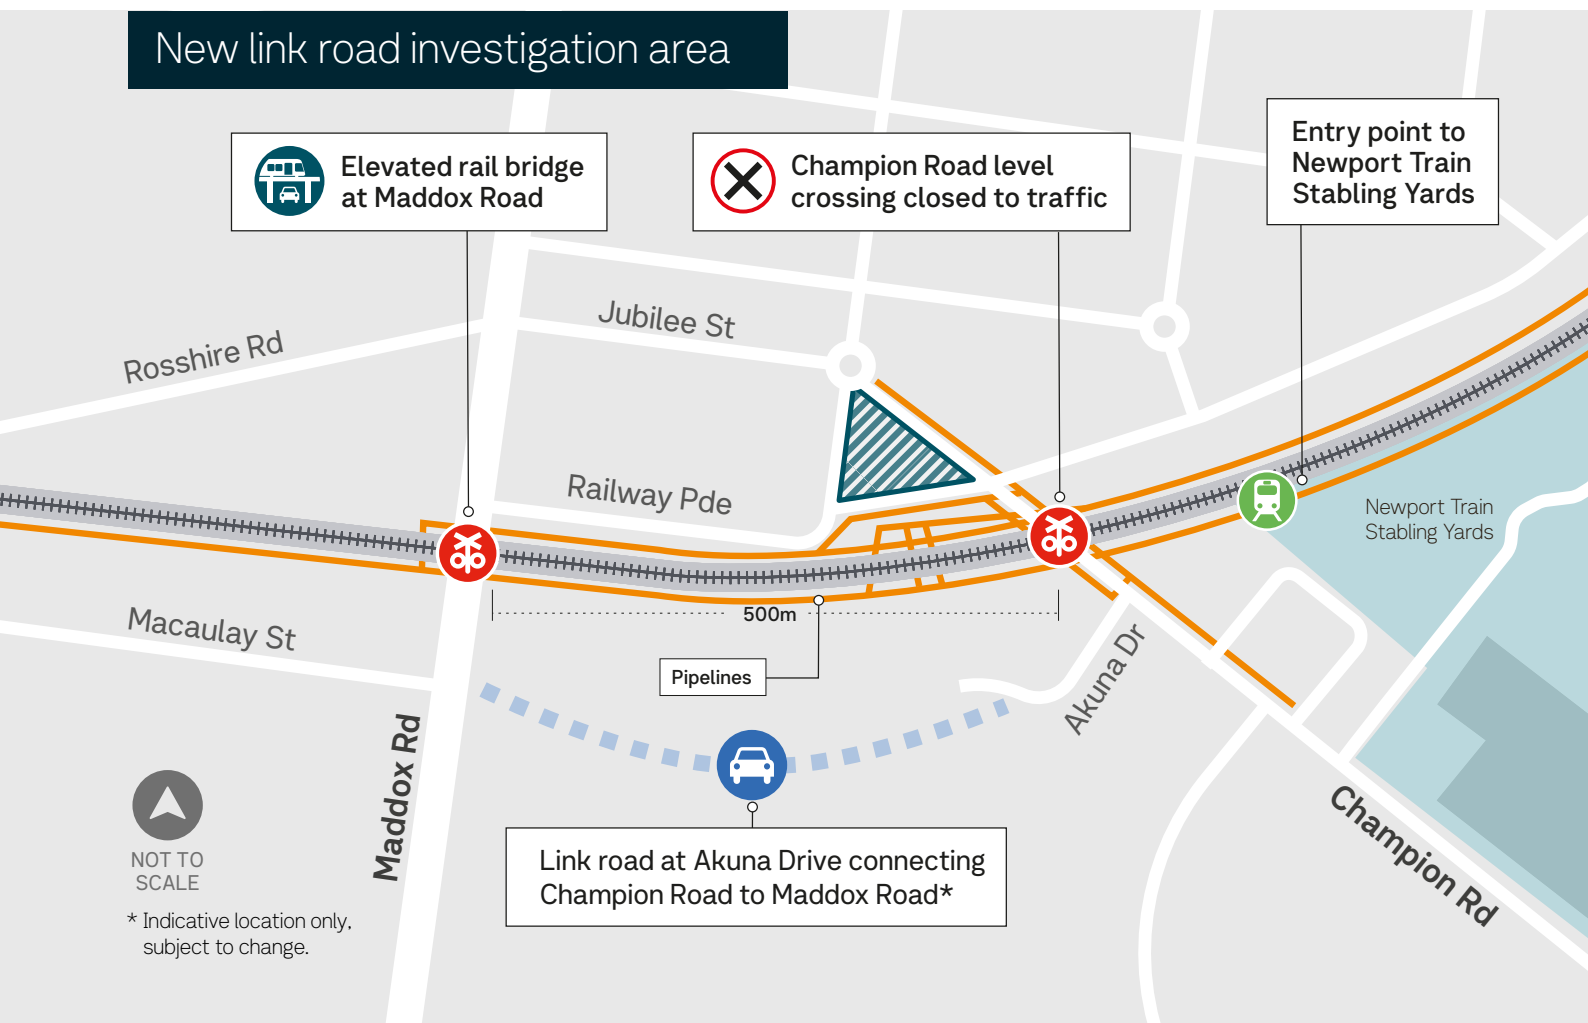 New link road investigation area
Elevated rail bridge
at Maddox Road
Champion Road level
crossing closed to traffic
Entry point to
Newport Train
Stabling Yards
Jubilee St
Rosshire Rd
Railway Pde
Newport Train
Stabling Yards
500m
Macaulay St
Pipelines
Akuna Dr
Maddox Rd
Champion Rd
NOT TO
SCALE
Link road at Akuna Drive connecting
Champion Road to Maddox Road*
* Indicative location only,
subject to change.